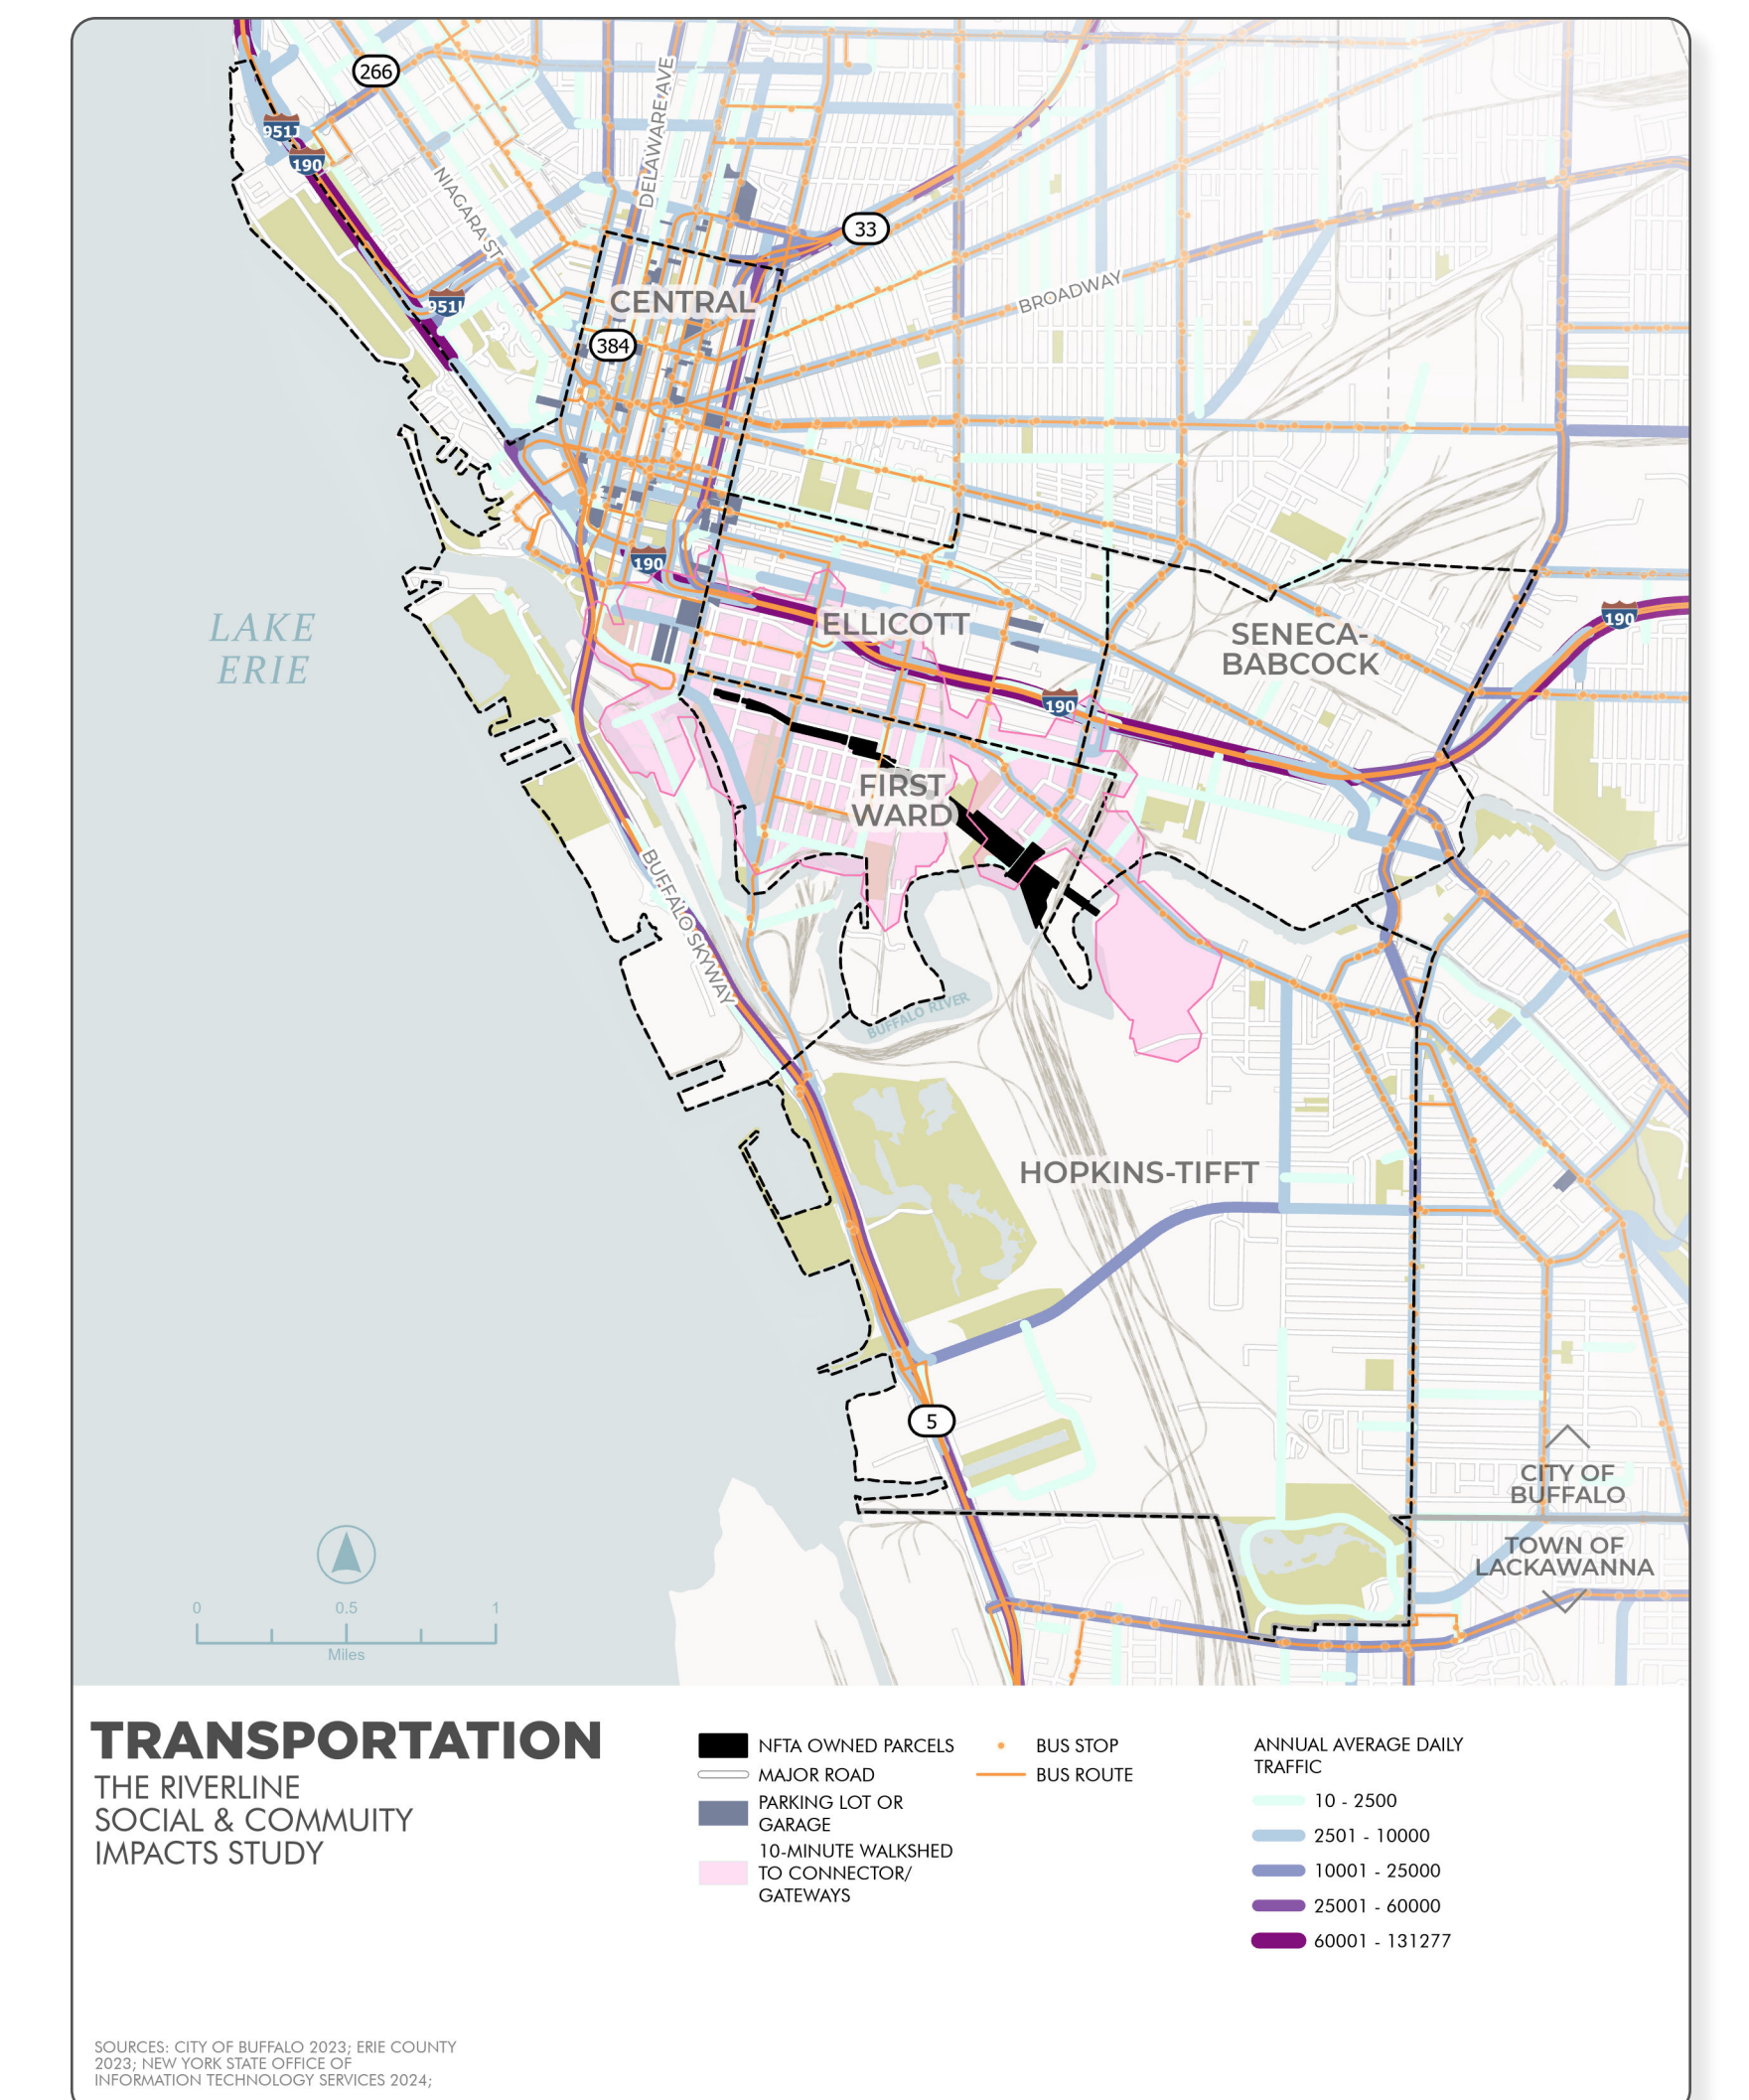 266
951I
190
NIAGARA ST
DELAWARE AVE
33
951I
CENTRAL
384
BROADWAY
190
LAKE
ERIE
ELLICOTT
SENECA-
BABCOCK
190
190
FIRST
WARD
BUFFALO SKYWAY
BUFFALO RIVER
HOPKINS-TIFFT
5
CITY OF
BUFFALO
TOWN OF
LACKAWANNA
0 0.5 1
Miles
TRANSPORTATION
THE RIVERLINE
SOCIAL & COMMUITY
IMPACTS STUDY
NFTA OWNED PARCELS
MAJOR ROAD
PARKING LOT OR
GARAGE
10-MINUTE WALKSHED
TO CONNECTOR/
GATEWAYS
BUS STOP
BUS ROUTE
ANNUAL AVERAGE DAILY
TRAFFIC
10 - 2500
2501 - 10000
10001 - 25000
25001 - 60000
60001 - 131277
SOURCES: CITY OF BUFFALO 2023; ERIE COUNTY
2023; NEW YORK STATE OFFICE OF
INFORMATION TECHNOLOGY SERVICES 2024;